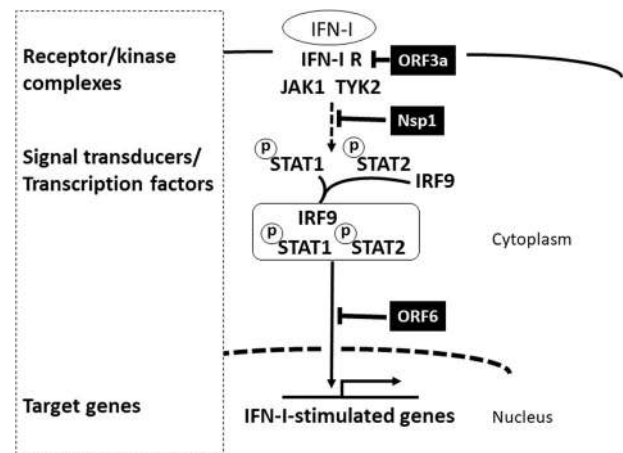 IFN-I
Receptor/kinase
complexes
IFN-I R
ORF3a
JAK1 TYK2
Nsp1
Signal transducers/
Transcription factors
p
STAT1
p
STAT2
IRF9
IRF9
p
STAT1
p
STAT2
Cytoplasm
ORF6
Target genes
IFN-I-stimulated genes
Nucleus